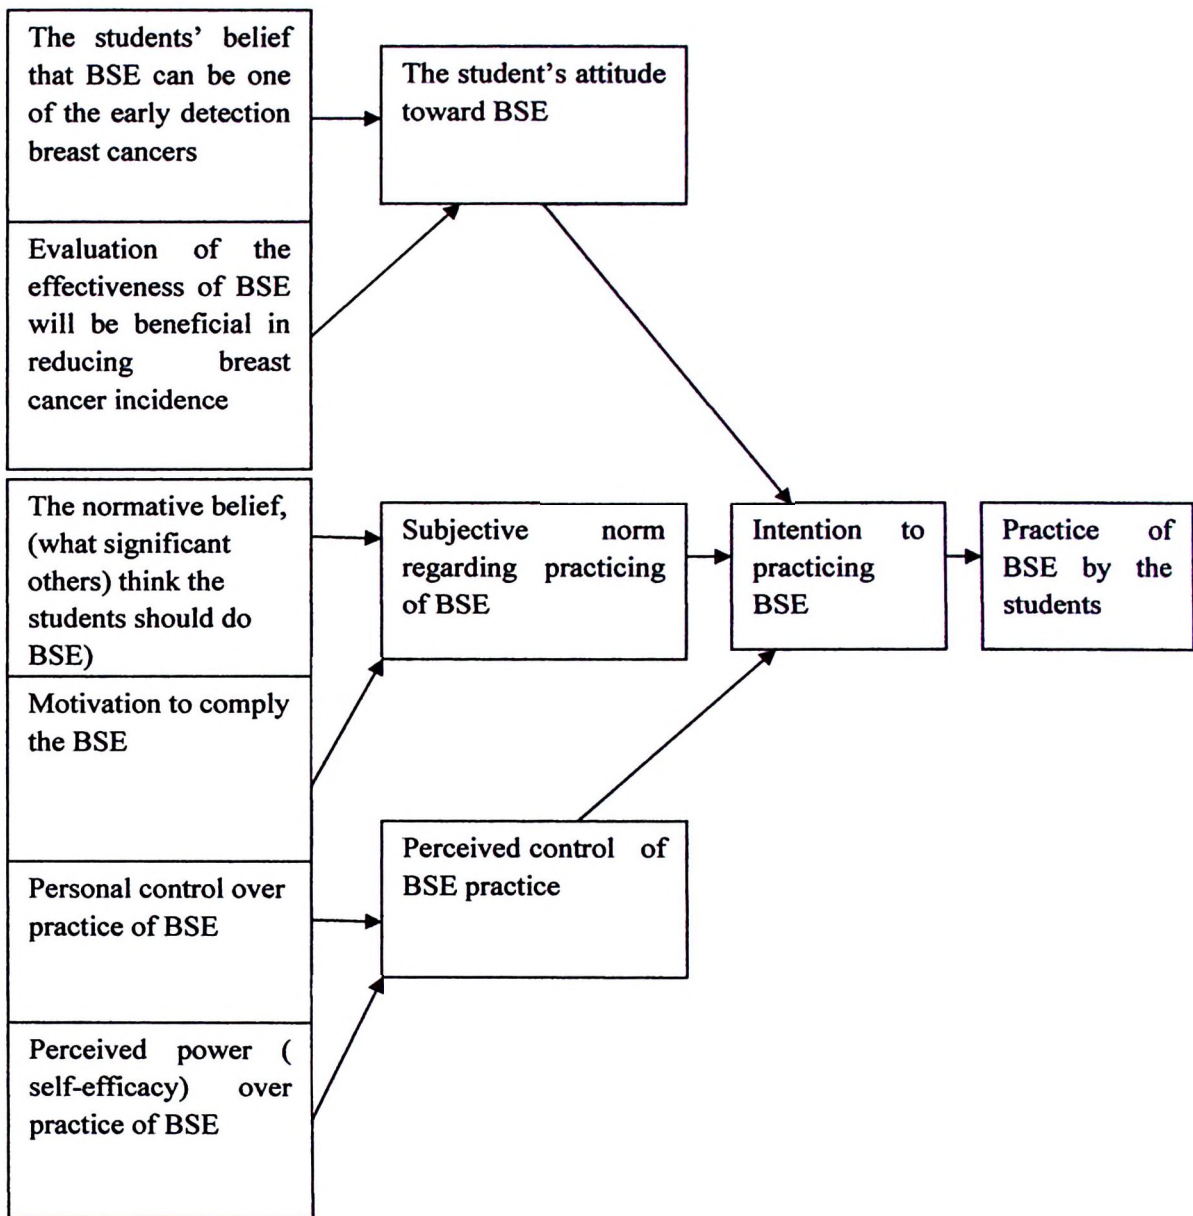 The students' belief
that BSE can be one
of the early detection
breast cancers
The student's attitude
toward BSE
Evaluation of the
effectiveness of BSE
will be beneficial in
reducing breast
cancer incidence
The normative belief,
(what significant
others) think the
students should do
BSE)
Subjective norm
regarding practicing
of BSE
Intention to
practicing
BSE
Practice of
BSE by the
students
Motivation to comply
the BSE
Personal control over
practice of BSE
Perceived control of
BSE practice
Perceived power (
self-efficacy) over
practice of BSE